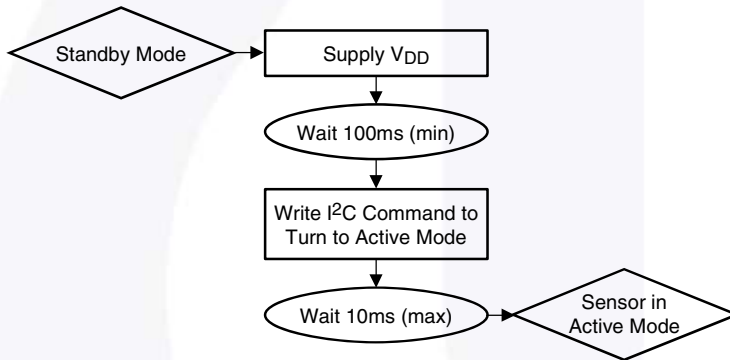 Standby Mode
Supply VDD
Wait 100ms (min)
Write I2C Command to
Turn to Active Mode
Wait 10ms (max)
Sensor in
Active Mode